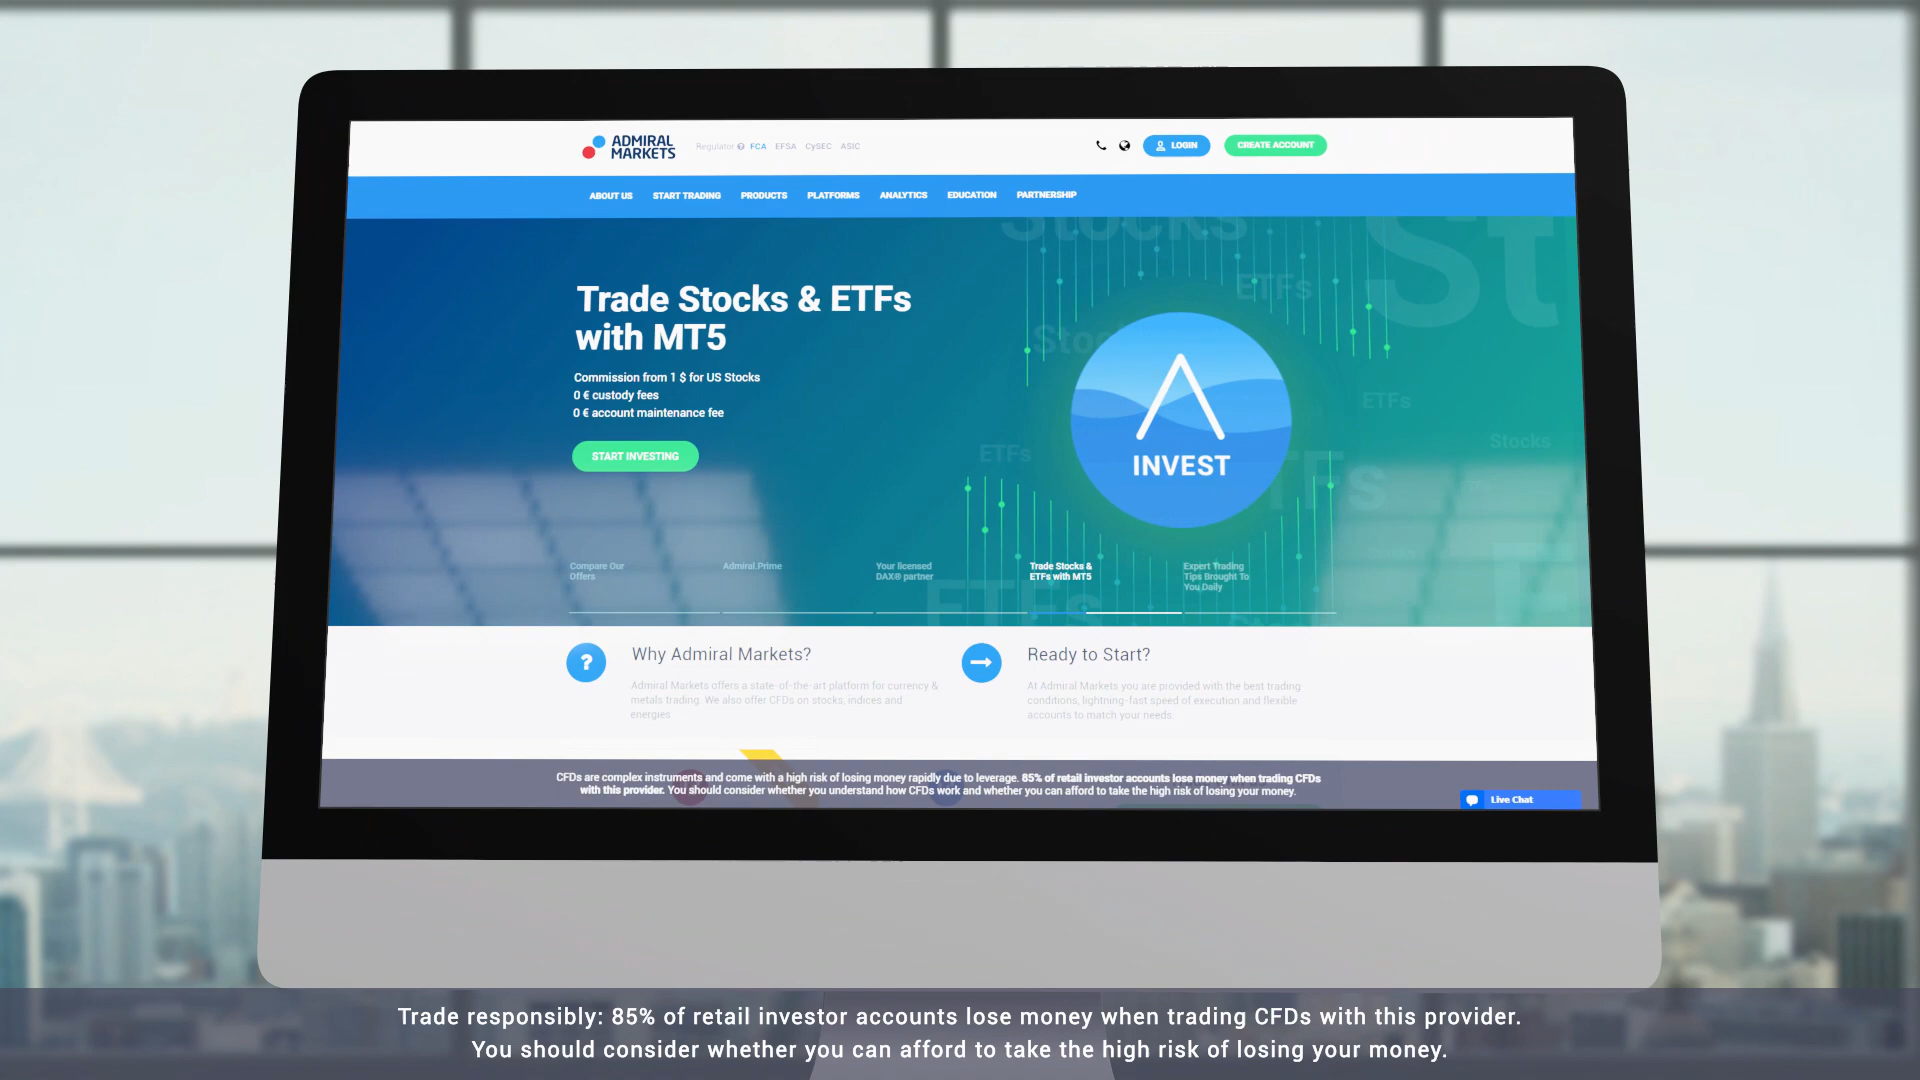 ADMIRAL
MARKETS
Regulator FCA EFSA CySEC ASIC
LOGIN
CREATE ACCOUNT
ABOUT US START TRADING PRODUCTS PLATFORMS ANALYTICS EDUCATION PARTNERSHIP
Stocks
St
ETFs
Stocks
ETFs
Stocks
ETFs
ETFs
Trade Stocks & ETFs
with MT5
Commission from 1 $ for US Stocks
0 € custody fees
0 € account maintenance fee
START INVESTING
INVEST
Compare Our
Offers
Admiral.Prime
Your licensed
DAX® partner
Trade Stocks &
ETFs with MT5
Expert Trading
Tips Brought To
You Daily
ETFs
Why Admiral Markets?
Admiral Markets offers a state-of-the-art platform for currency &
metals trading. We also offer CFDs on stocks, indices and
energies
Ready to Start?
At Admiral Markets you are provided with the best trading
conditions, lightning-fast speed of execution and flexible
accounts to match your needs.
CFDs are complex instruments and come with a high risk of losing money rapidly due to leverage. 85% of retail investor accounts lose money when trading CFDs
with this provider. You should consider whether you understand how CFDs work and whether you can afford to take the high risk of losing your money.
Live Chat
Trade responsibly: 85% of retail investor accounts lose money when trading CFDs with this provider.
You should consider whether you can afford to take the high risk of losing your money.